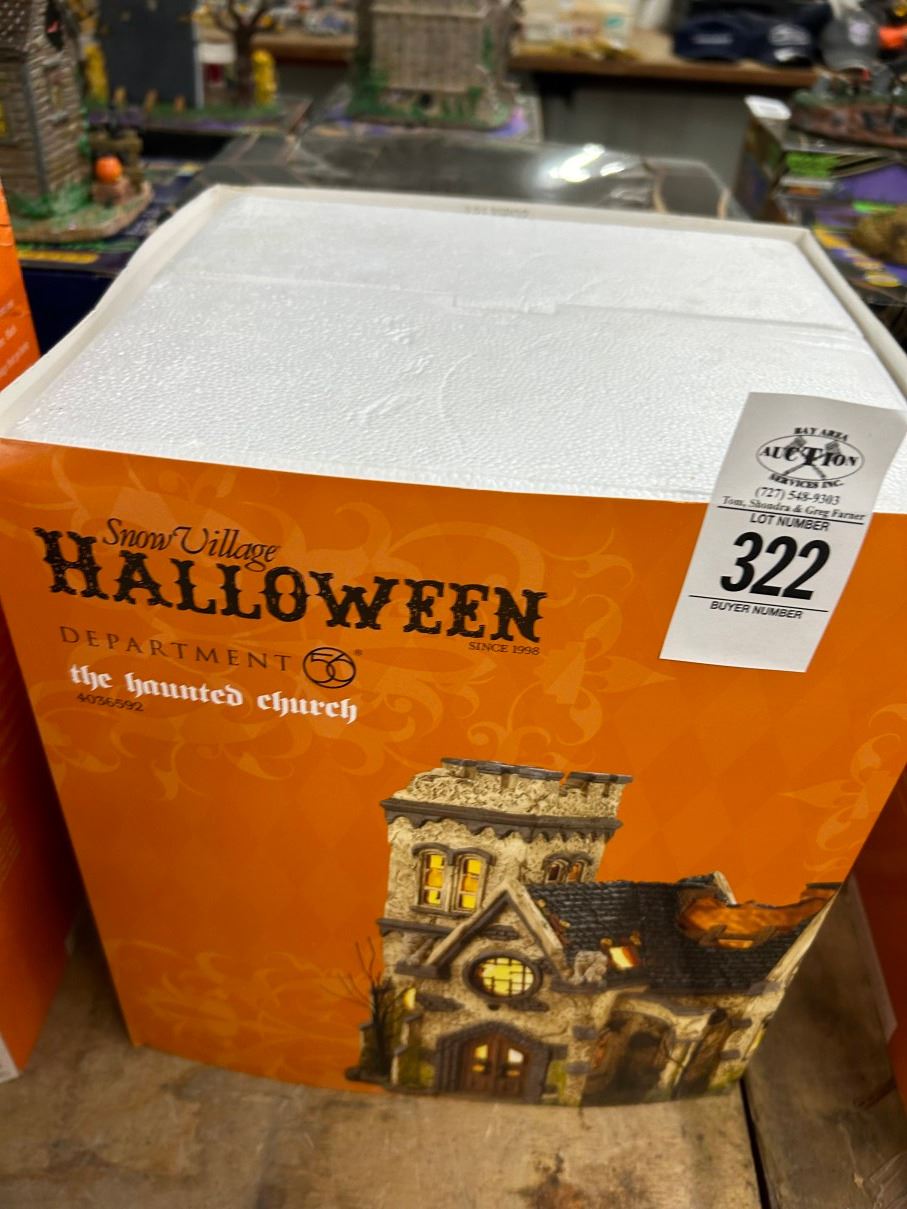 BAY AREA
AUCTION
SERVICES INC.
(727) 548-9303
Tom, Shondra & Greg Farner
LOT NUMBER
322
BUYER NUMBER
Snow Village
HALLOWEEN
SINCE 1998
DEPARTMENT 56®
the haunted church
4036592